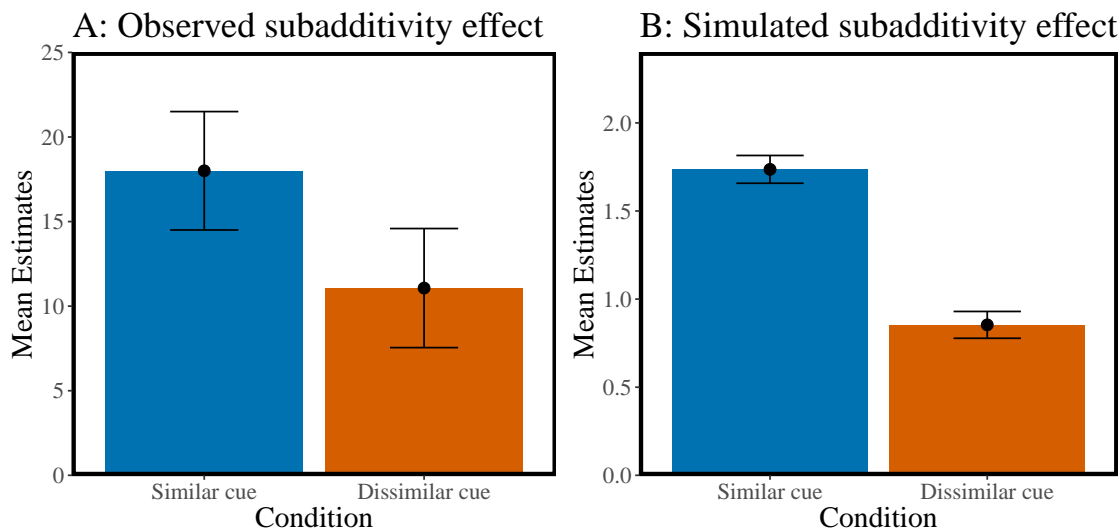 A: Observed subadditivity effect
Mean Estimates
25
20
15
10
5
0
Similar cue
Dissimilar cue
Condition
B: Simulated subadditivity effect
Mean Estimates
2.0
1.5
1.0
0.5
0.0
Similar cue
Dissimilar cue
Condition